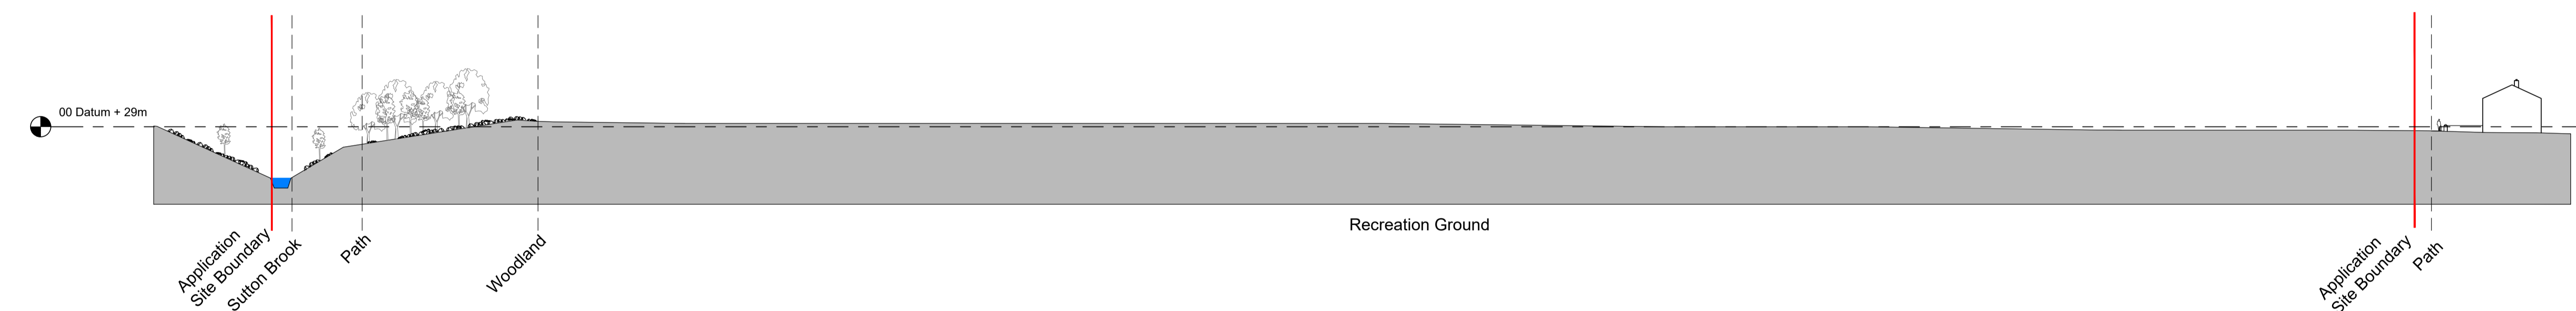 00 Datum + 29m
Recreation Ground
Application
Site Boundary
Sutton Brook
Path
Woodland
Application
Site Boundary
Path